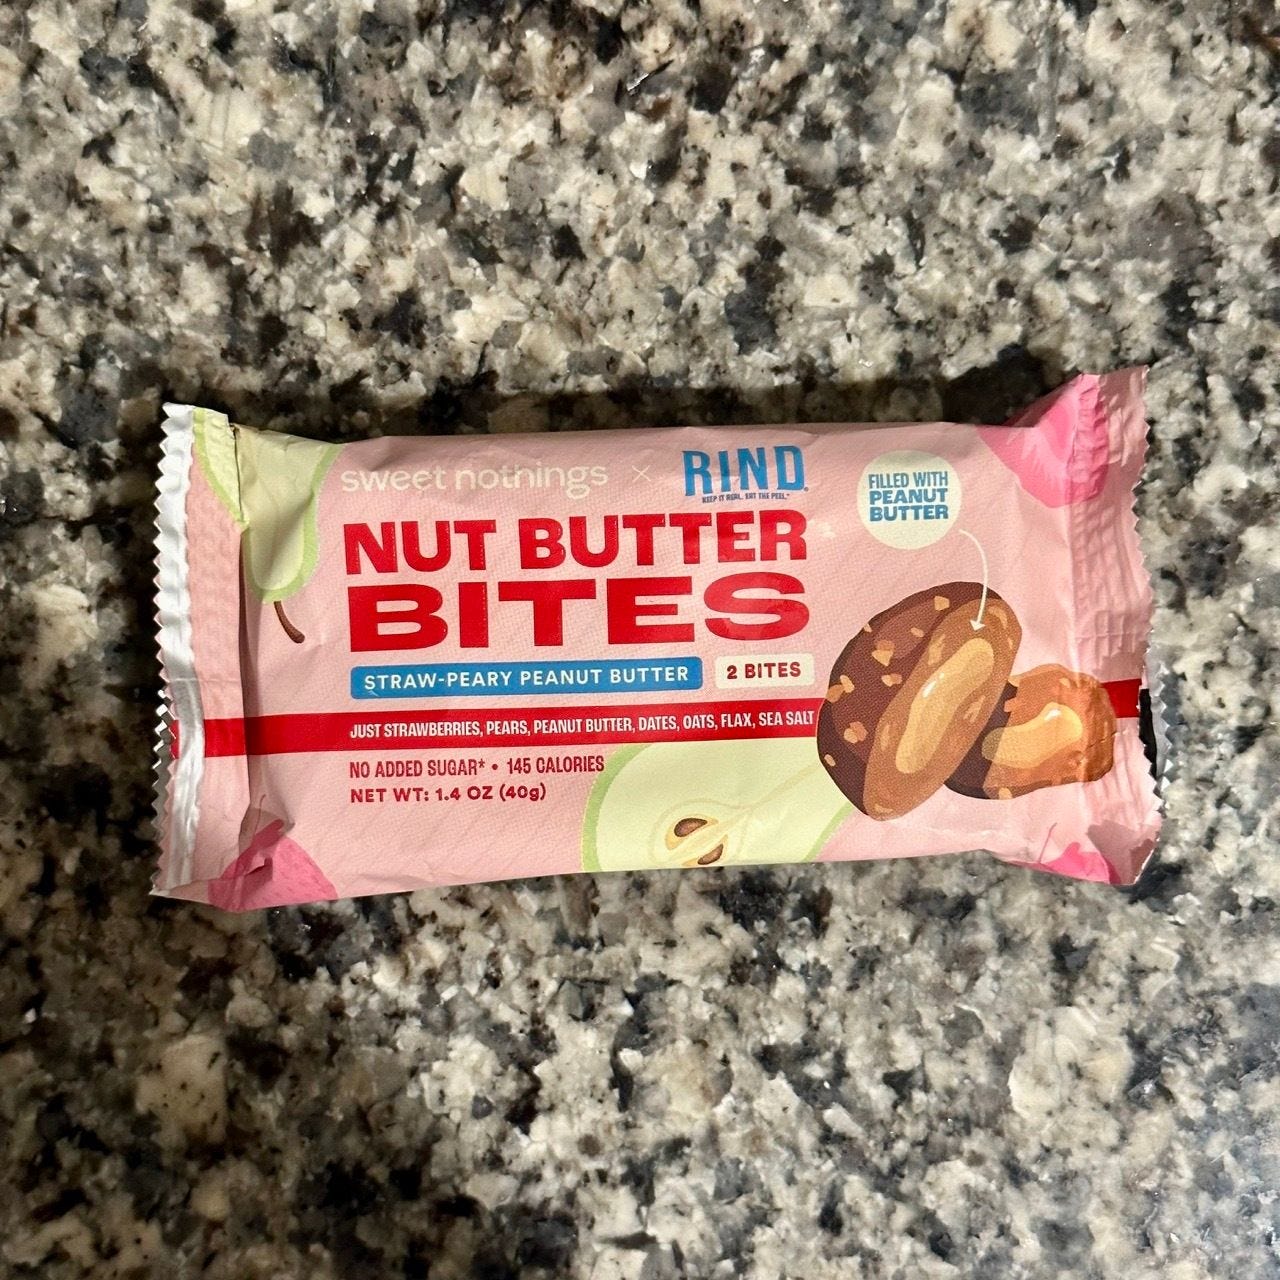 sweet nothings × RIND®
KEEP IT REAL. EAT THE PEEL.™
NUT BUTTER
BITES
STRAW-PEARY PEANUT BUTTER
2 BITES
JUST STRAWBERRIES, PEARS, PEANUT BUTTER, DATES, OATS, FLAX, SEA SALT
NO ADDED SUGAR* • 145 CALORIES
NET WT: 1.4 OZ (40g)
FILLED WITH
PEANUT
BUTTER